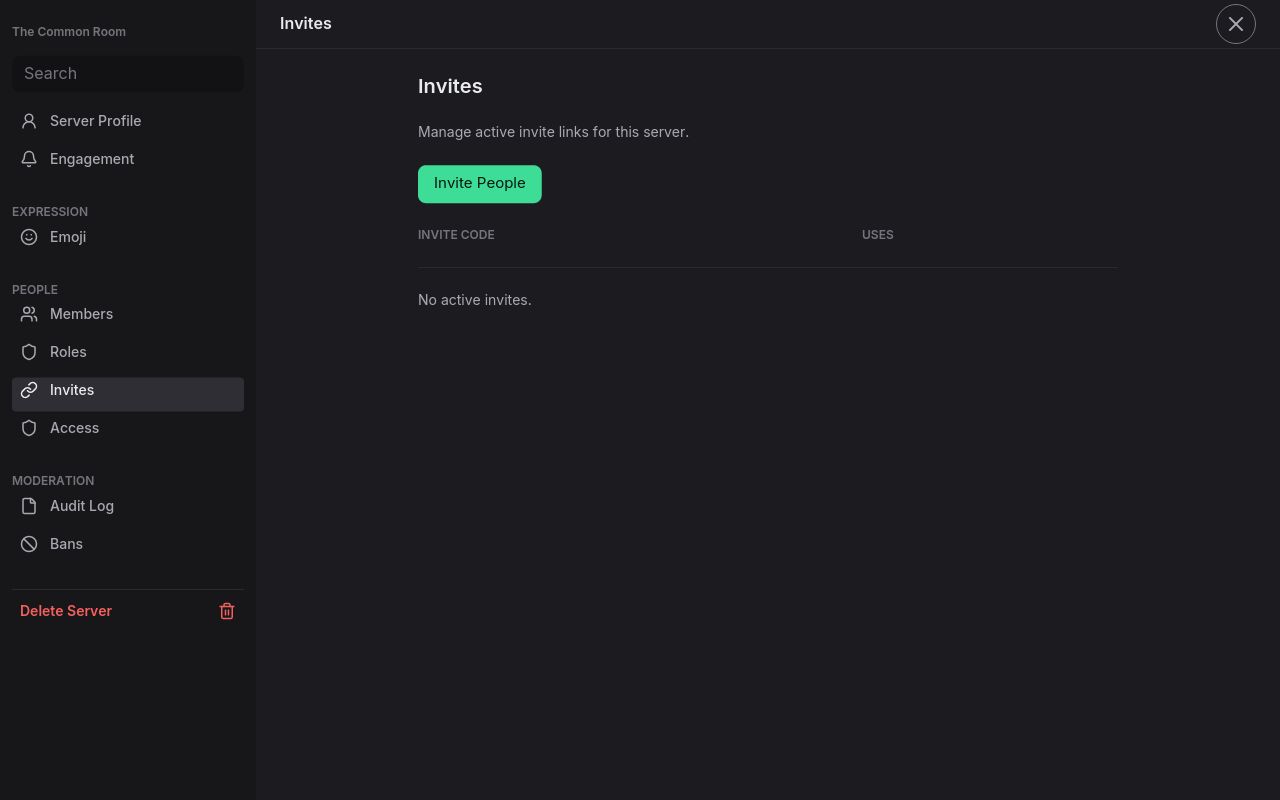 The Common Room
Search
Server Profile
Engagement
EXPRESSION
Emoji
PEOPLE
Members
Roles
Invites
Access
MODERATION
Audit Log
Bans
Delete Server
Invites
Invites
Manage active invite links for this server.
Invite People
INVITE CODE USES
No active invites.